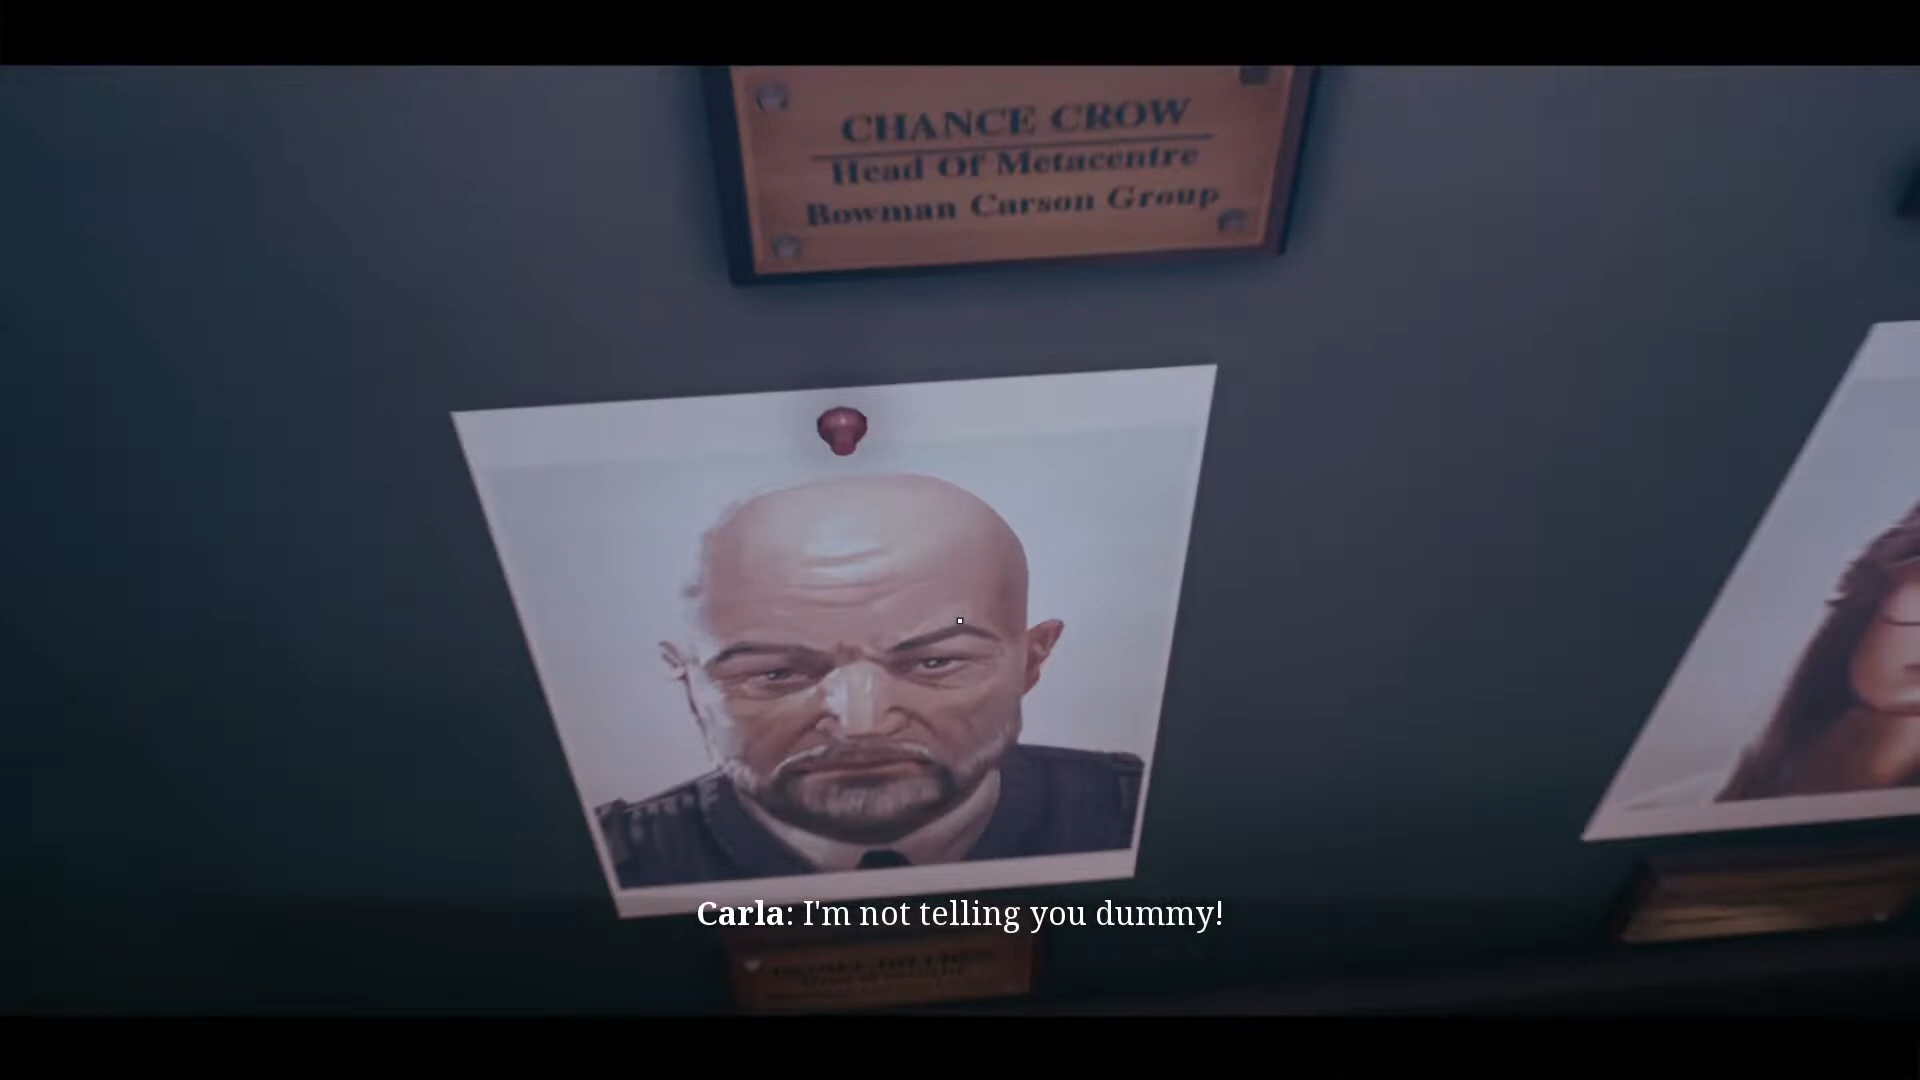 CHANCE CROW
Head Of Metacentre
Bowman Carson Group
Carla: I'm not telling you dummy!